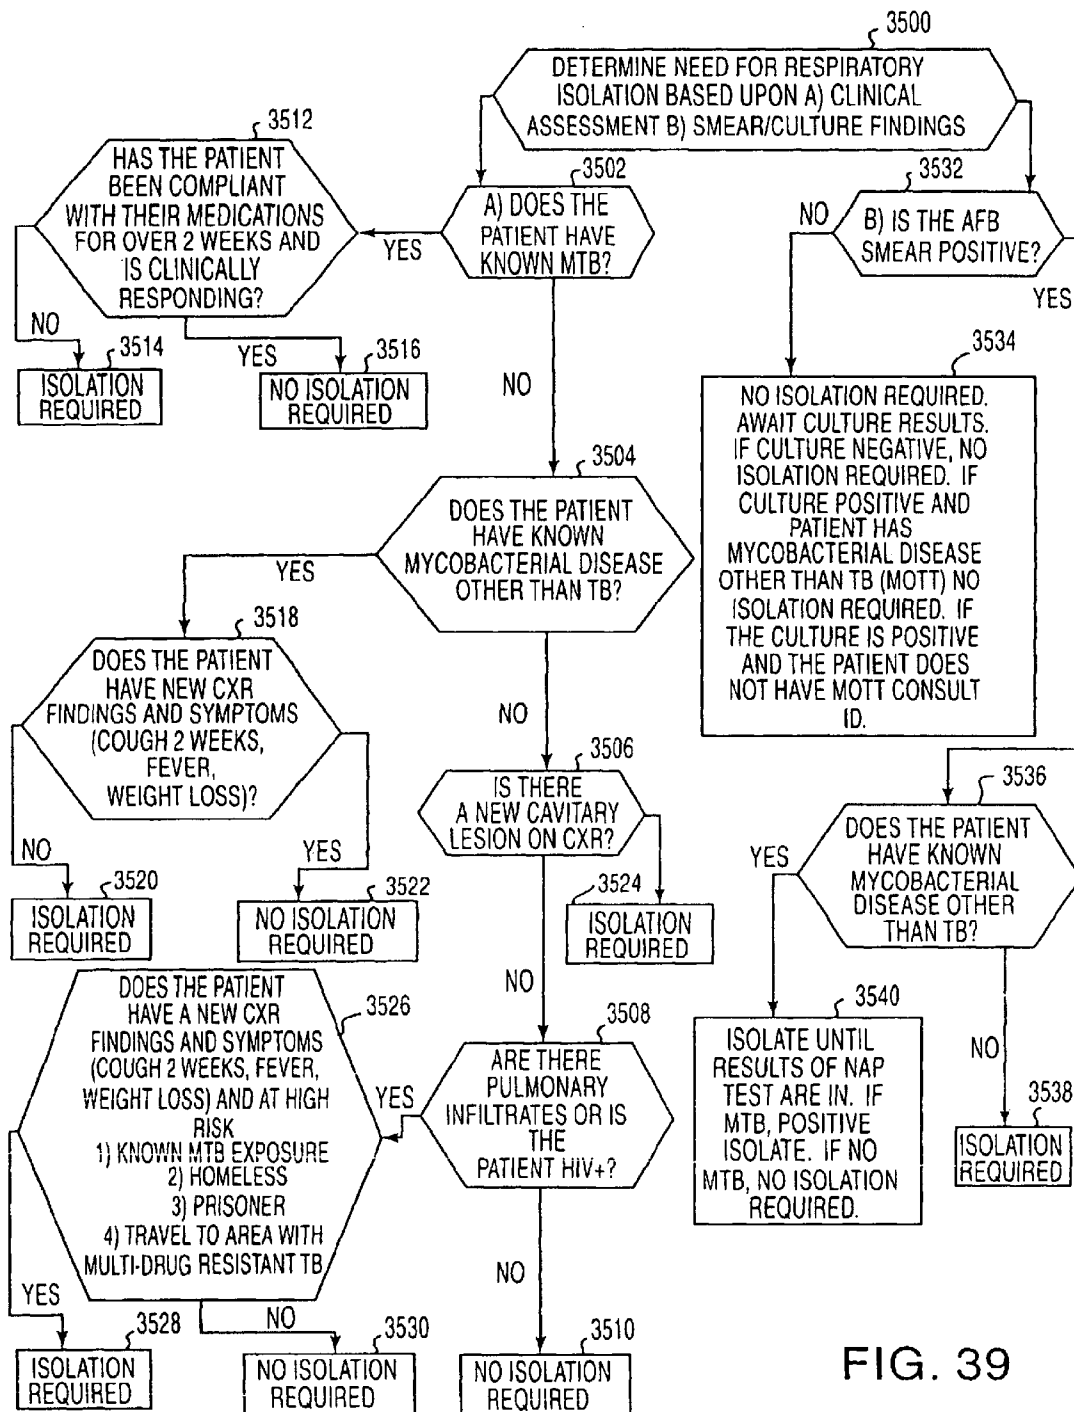 3500
DETERMINE NEED FOR RESPIRATORY
ISOLATION BASED UPON A) CLINICAL
ASSESSMENT B) SMEAR/CULTURE FINDINGS
3512
HAS THE PATIENT
BEEN COMPLIANT
WITH THEIR MEDICATIONS
FOR OVER 2 WEEKS AND
IS CLINICALLY
RESPONDING?
3502
A) DOES THE
PATIENT HAVE
KNOWN MTB?
YES
3532
B) IS THE AFB
SMEAR POSITIVE?
NO
YES
NO
3514
ISOLATION
REQUIRED
YES
3516
NO ISOLATION
REQUIRED
NO
3534
NO ISOLATION REQUIRED.
AWAIT CULTURE RESULTS.
IF CULTURE NEGATIVE, NO
ISOLATION REQUIRED. IF
CULTURE POSITIVE AND
PATIENT HAS
MYCOBACTERIAL DISEASE
OTHER THAN TB (MOTT) NO
ISOLATION REQUIRED. IF
THE CULTURE IS POSITIVE
AND THE PATIENT DOES
NOT HAVE MOTT CONSULT
ID.
3504
DOES THE PATIENT
HAVE KNOWN
MYCOBACTERIAL DISEASE
OTHER THAN TB?
YES
3518
DOES THE PATIENT
HAVE NEW CXR
FINDINGS AND SYMPTOMS
(COUGH 2 WEEKS,
FEVER,
WEIGHT LOSS)?
NO
3506
IS THERE
A NEW CAVITARY
LESION ON CXR?
3536
DOES THE PATIENT
HAVE KNOWN
MYCOBACTERIAL
DISEASE OTHER
THAN TB?
YES
NO
3520
ISOLATION
REQUIRED
YES
3522
NO ISOLATION
REQUIRED
3524
ISOLATION
REQUIRED
NO
3526
DOES THE PATIENT
HAVE A NEW CXR
FINDINGS AND SYMPTOMS
(COUGH 2 WEEKS, FEVER,
WEIGHT LOSS) AND AT HIGH
RISK
1) KNOWN MTB EXPOSURE
2) HOMELESS
3) PRISONER
4) TRAVEL TO AREA WITH
MULTI-DRUG RESISTANT TB
YES
3508
ARE THERE
PULMONARY
INFILTRATES OR IS
THE
PATIENT HIV+?
3540
ISOLATE UNTIL
RESULTS OF NAP
TEST ARE IN. IF
MTB, POSITIVE
ISOLATE. IF NO
MTB, NO ISOLATION
REQUIRED.
NO
3538
ISOLATION
REQUIRED
YES
3528
ISOLATION
REQUIRED
NO
3530
NO ISOLATION
REQUIRED
NO
3510
NO ISOLATION
REQUIRED
FIG. 39